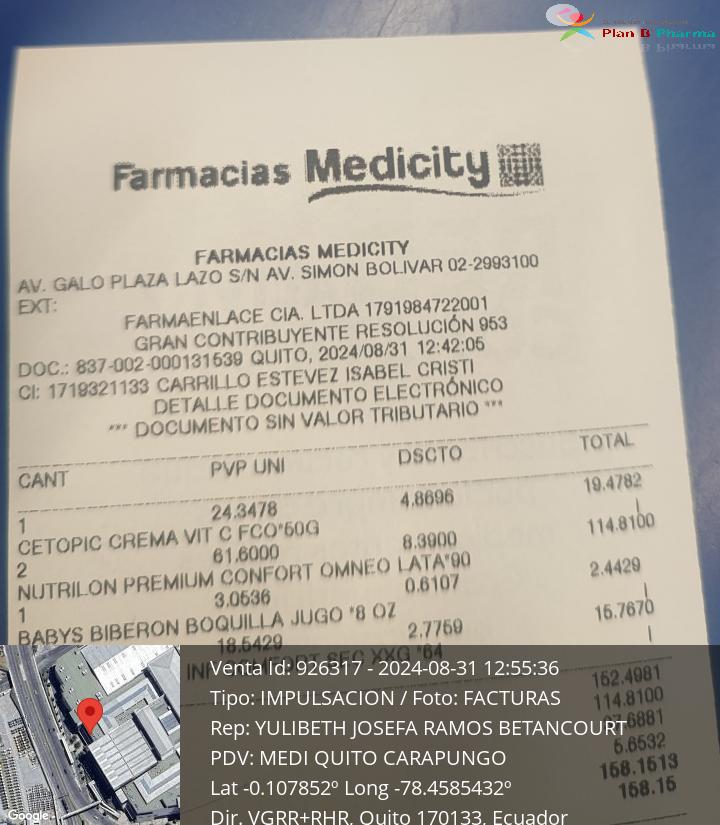 Plan B Pharma
Farmacias Medicity
FARMACIAS MEDICITY
AV. GALO PLAZA LAZO S/N AV. SIMON BOLIVAR 02-2993100
EXT:
FARMAENLACE CIA. LTDA 1791984722001
GRAN CONTRIBUYENTE RESOLUCIÓN 953
DOC.: 837-002-000131539 QUITO, 2024/08/31 12:42:05
CI: 1719321133 CARRILLO ESTEVEZ ISABEL CRISTI
DETALLE DOCUMENTO ELECTRÓNICO
*** DOCUMENTO SIN VALOR TRIBUTARIO ***
CANT PVP UNI DSCTO TOTAL
1 24.3478 4.8696 19.4782
CETOPIC CREMA VIT C FCO*50G I
2 61.6000 8.3900 114.8100
NUTRILON PREMIUM CONFORT OMNEO LATA*90
1 3.0536 0.6107 2.4429
BABYS BIBERON BOQUILLA JUGO *8 OZ I
18.5429 2.7759 15.7670
SEC XXG *64 I
152.4981
114.8100
5.6532
158.1513
158.15
Venta Id: 926317 - 2024-08-31 12:55:36
Tipo: IMPULSACION / Foto: FACTURAS
Rep: YULIBETH JOSEFA RAMOS BETANCOURT
PDV: MEDI QUITO CARAPUNGO
Lat -0.107852º Long -78.4585432º
Dir. VGRR+RHR, Quito 170133, Ecuador
Google